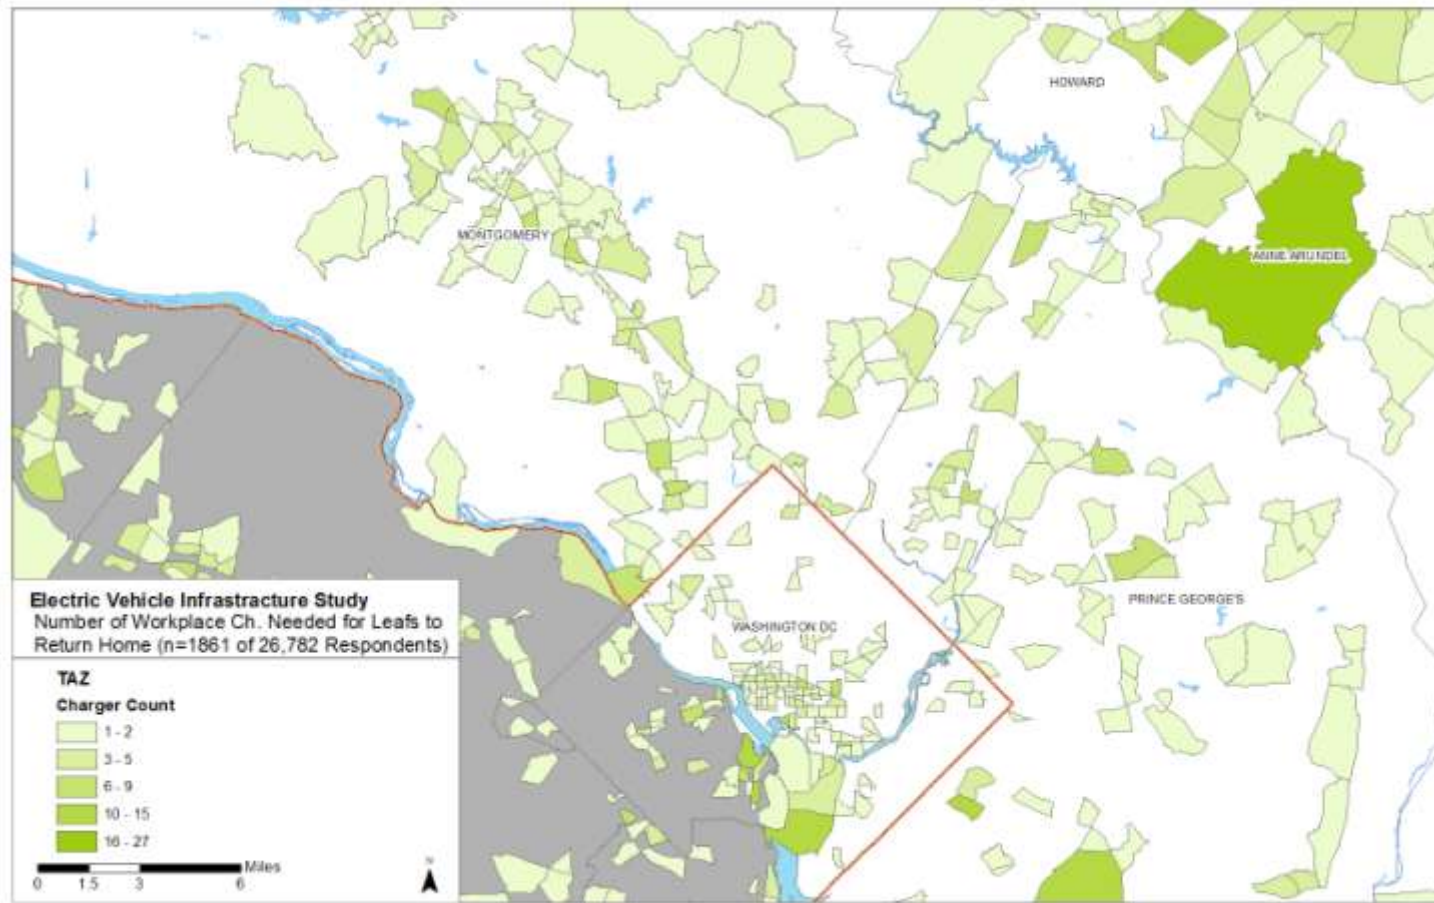 HOWARD
MONTGOMERY
ANNE ARUNDEL
PRINCE GEORGE'S
WASHINGTON DC
Electric Vehicle Infrastracture Study
Number of Workplace Ch. Needed for Leafs to
Return Home (n=1861 of 26,782 Respondents)
TAZ
Charger Count
1 - 2
3 - 5
6 - 9
10 - 15
16 - 27
Miles
0 1.5 3 6
N